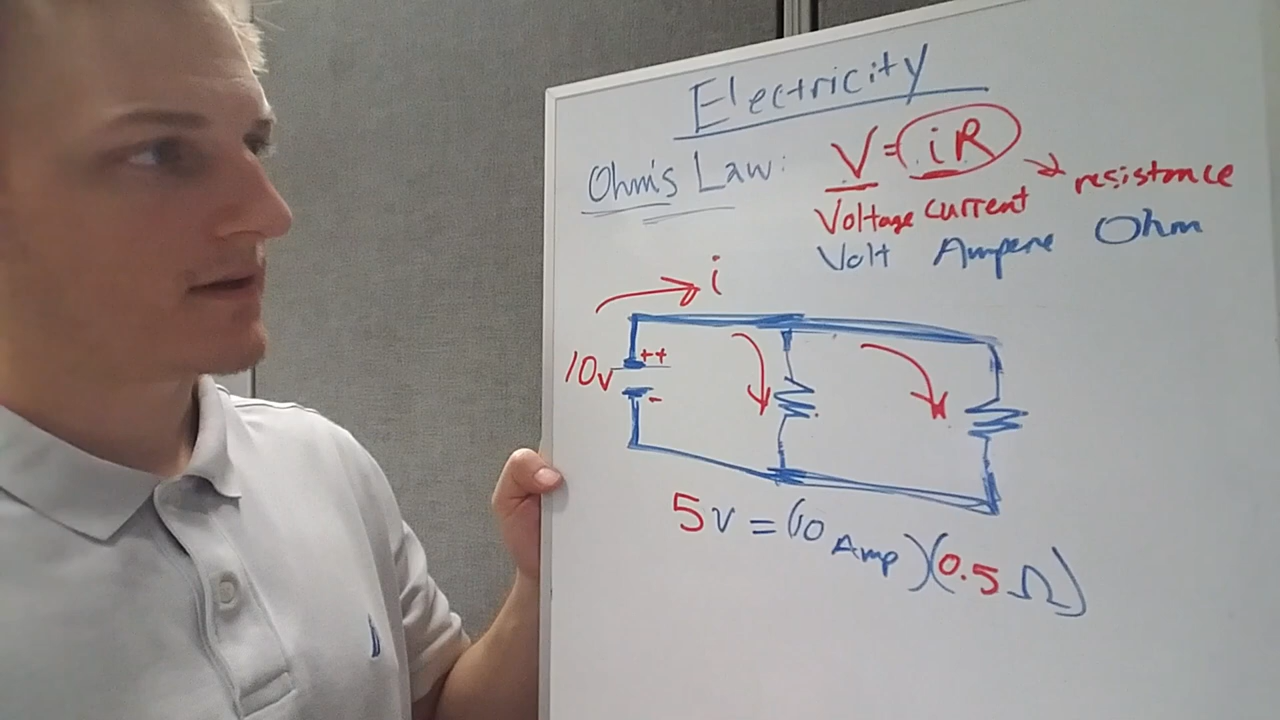 Electricity
Ohm's Law: V = iR → resistance
Voltage current
Volt Ampere Ohm
i
10v
++
-
5v = (10 Amp)(0.5 Ω)